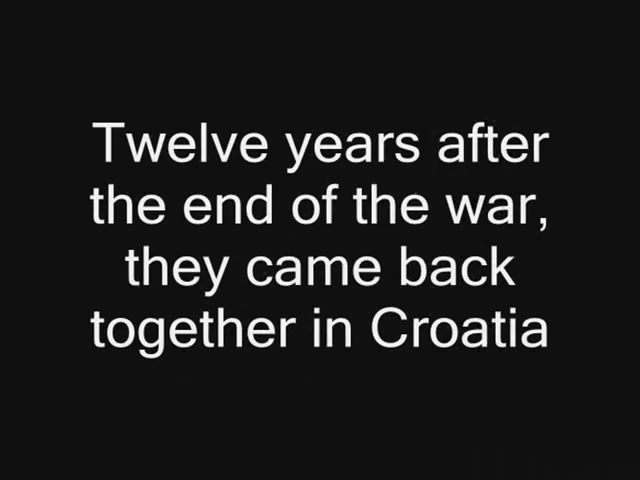 Twelve years after
the end of the war,
they came back
together in Croatia